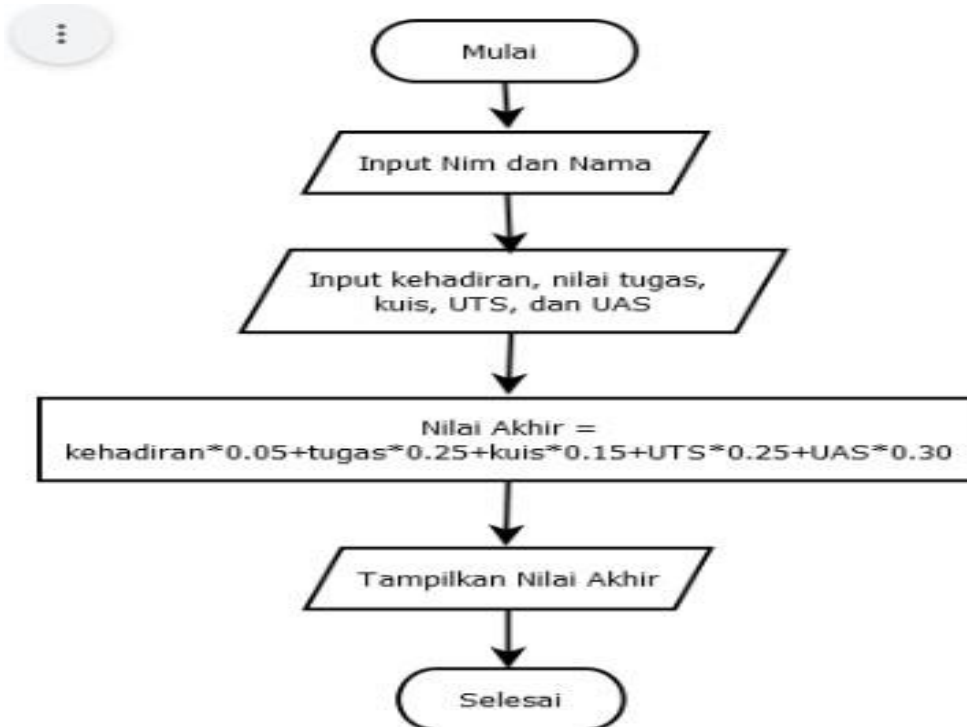 Mulai
Input Nim dan Nama
Input kehadiran, nilai tugas,
kuis, UTS, dan UAS
Nilai Akhir =
kehadiran*0.05+tugas*0.25+kuis*0.15+UTS*0.25+UAS*0.30
Tampilkan Nilai Akhir
Selesai